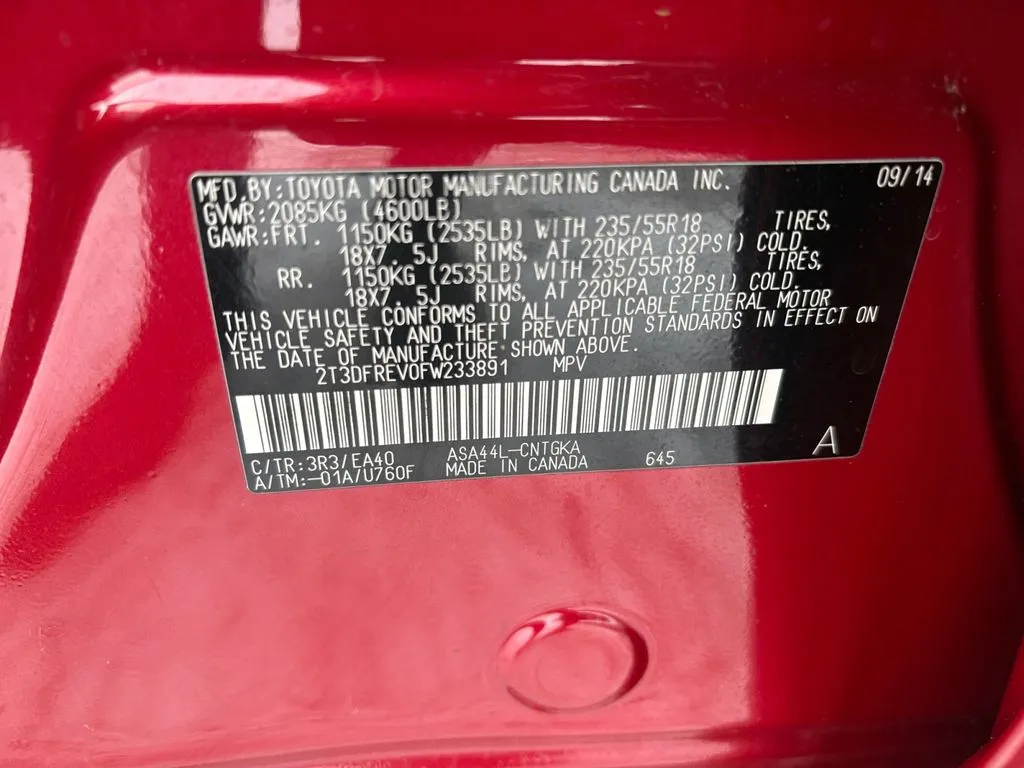 MFD.BY:TOYOTA MOTOR MANUFACTURING CANADA INC. 09/14
GVWR:2085KG (4600LB)
GAWR:FRT. 1150KG (2535LB) WITH 235/55R18 TIRES,
18X7.5J RIMS, AT 220KPA (32PSI) COLD.
RR. 1150KG (2535LB) WITH 235/55R18 TIRES,
18X7.5J RIMS, AT 220KPA (32PSI) COLD.
THIS VEHICLE CONFORMS TO ALL APPLICABLE FEDERAL MOTOR
VEHICLE SAFETY AND THEFT PREVENTION STANDARDS IN EFFECT ON
THE DATE OF MANUFACTURE SHOWN ABOVE.
2T3DFREV0FW233891 MPV
C/TR:3R3/EA40 ASA44L-CNTGKA 645 A
A/TM:-01A/U760F MADE IN CANADA